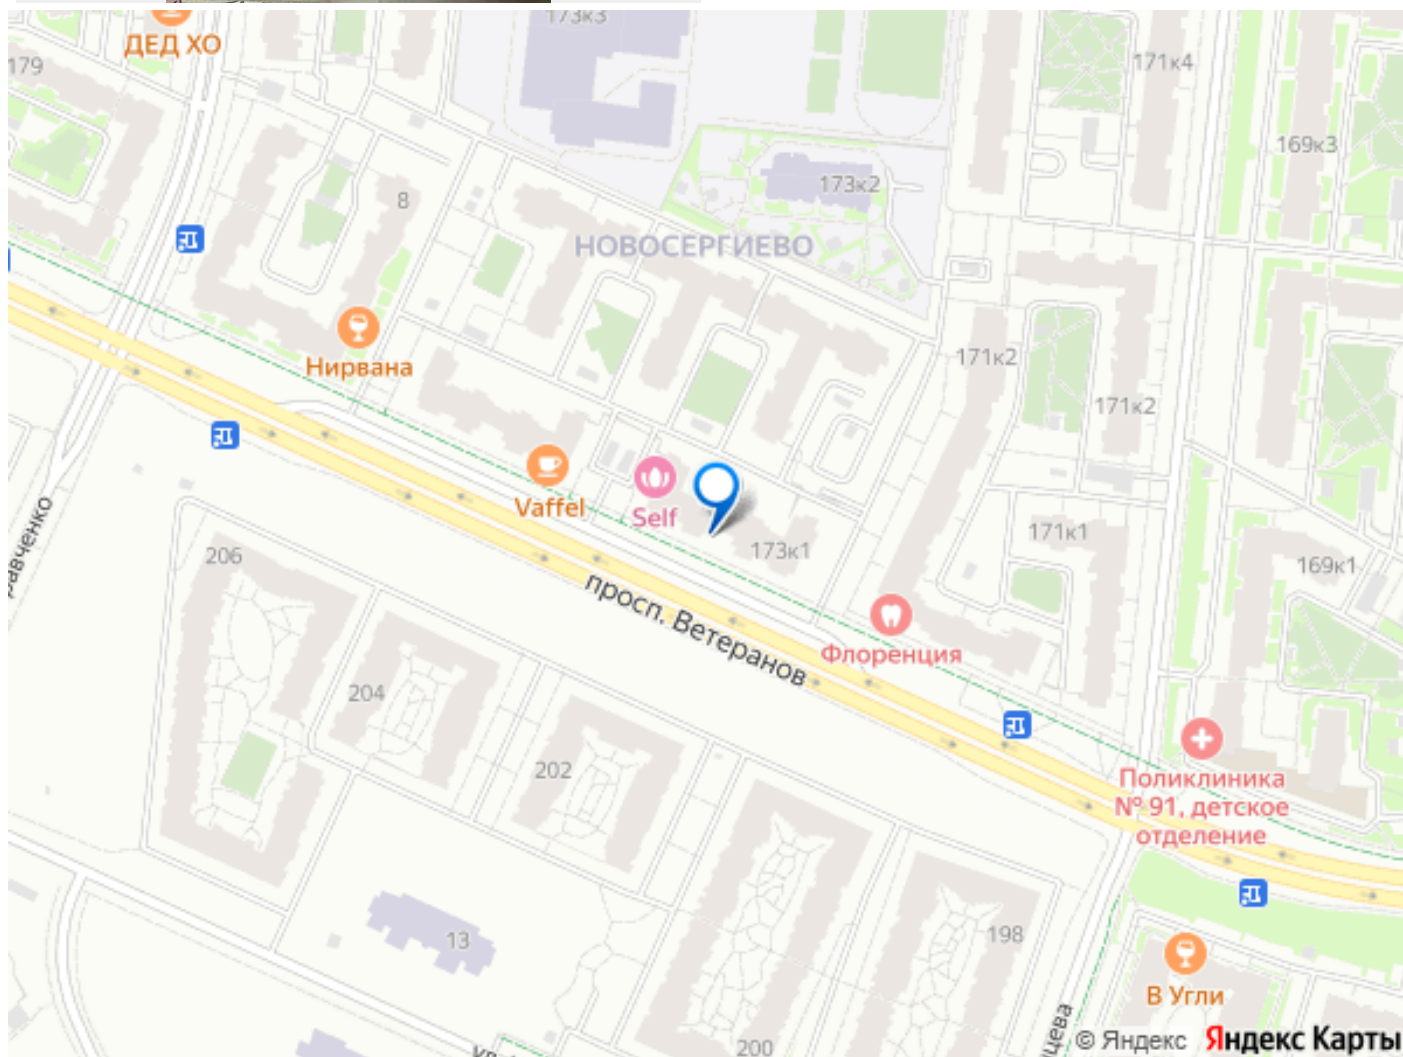 173к3
ДЕД ХО
179
171к4
169к3
173к2
8
НОВОСЕРГИЕВО
Нирвана
171к2
171к2
Vaffel
Self
173к1
171к1
169к1
206
просп. Ветеранов
Флоренция
204
202
Поликлиника
№ 91, детское
отделение
13
198
В Угли
200
© Яндекс Яндекс Карты